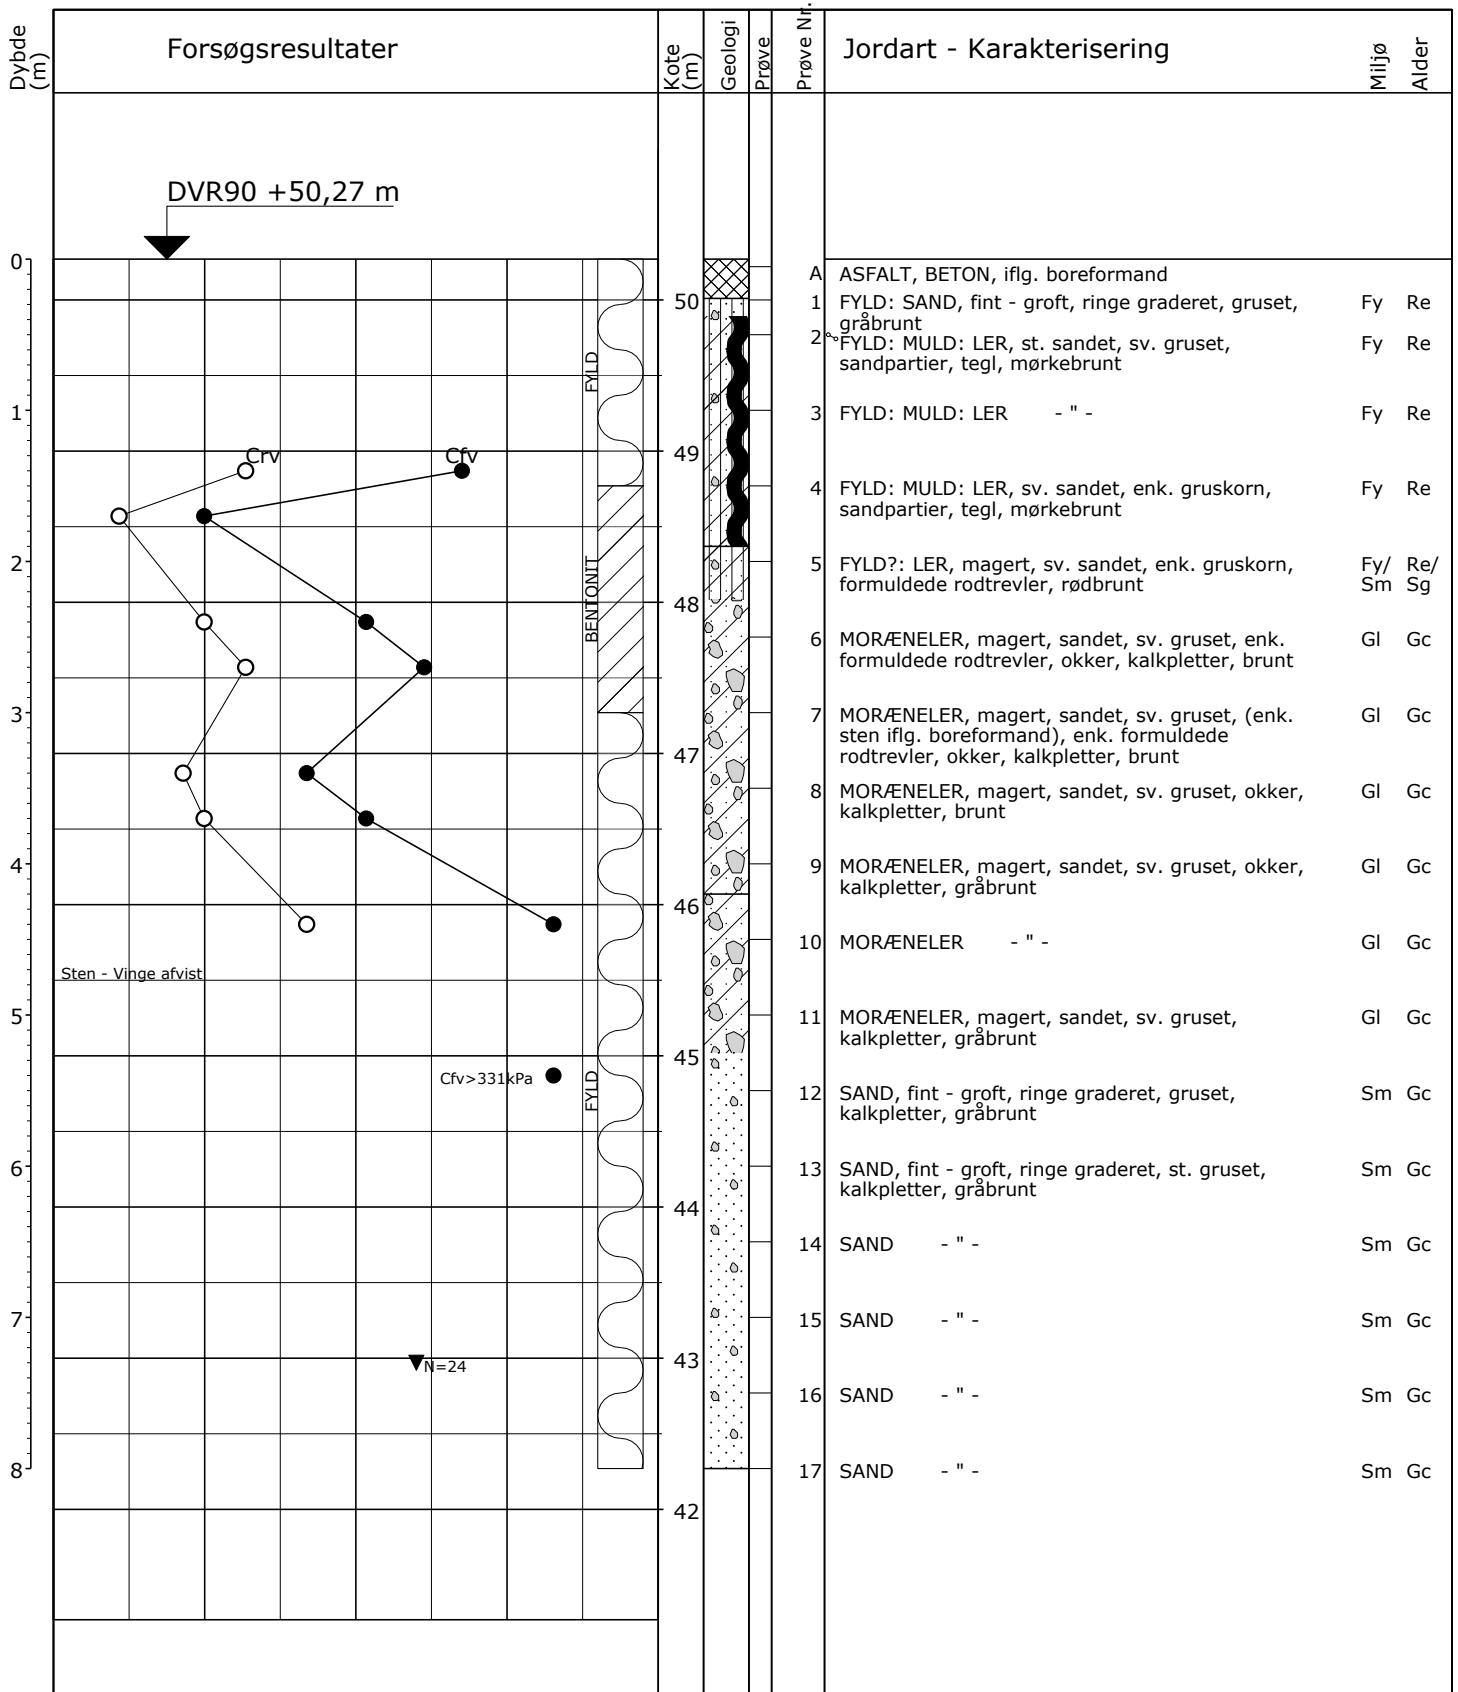 Dybde
(m)
Forsøgsresultater
Kote
(m)
Geologi
Prøve
Prøve Nr.
Jordart - Karakterisering
Miljø
Alder
DVR90 +50,27 m
0
1
2
3
4
5
6
7
8
Crv
Cfv
Sten - Vinge afvist
Cfv>331kPa
N=24
FYLD
BENTONIT
FYLD
50
49
48
47
46
45
44
43
42
A ASFALT, BETON, iflg. boreformand
1 FYLD: SAND, fint - groft, ringe graderet, gruset, Fy Re
gråbrunt
2 FYLD: MULD: LER, st. sandet, sv. gruset, Fy Re
sandpartier, tegl, mørkebrunt
3 FYLD: MULD: LER - " - Fy Re
4 FYLD: MULD: LER, sv. sandet, enk. gruskorn, Fy Re
sandpartier, tegl, mørkebrunt
5 FYLD?: LER, magert, sv. sandet, enk. gruskorn, Fy/ Re/
formuldede rodtrevler, rødbrunt Sm Sg
6 MORÆNELER, magert, sandet, sv. gruset, enk. Gl Gc
formuldede rodtrevler, okker, kalkpletter, brunt
7 MORÆNELER, magert, sandet, sv. gruset, (enk. Gl Gc
sten iflg. boreformand), enk. formuldede
rodtrevler, okker, kalkpletter, brunt
8 MORÆNELER, magert, sandet, sv. gruset, okker, Gl Gc
kalkpletter, brunt
9 MORÆNELER, magert, sandet, sv. gruset, okker, Gl Gc
kalkpletter, gråbrunt
10 MORÆNELER - " - Gl Gc
11 MORÆNELER, magert, sandet, sv. gruset, Gl Gc
kalkpletter, gråbrunt
12 SAND, fint - groft, ringe graderet, gruset, Sm Gc
kalkpletter, gråbrunt
13 SAND, fint - groft, ringe graderet, st. gruset, Sm Gc
kalkpletter, gråbrunt
14 SAND - " - Sm Gc
15 SAND - " - Sm Gc
16 SAND - " - Sm Gc
17 SAND - " - Sm Gc